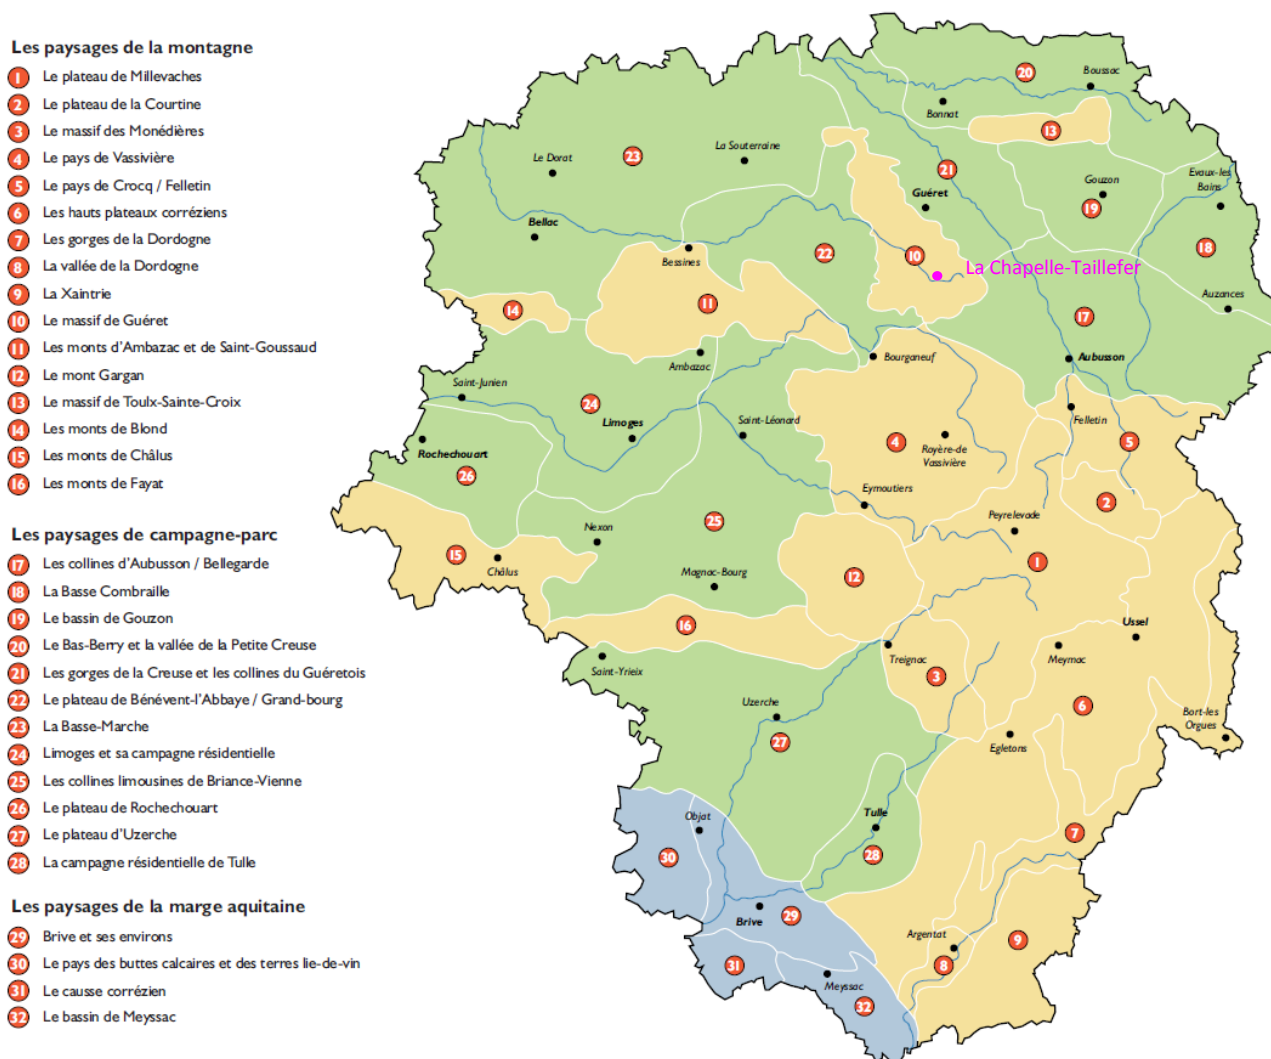 Les paysages de la montagne
1 Le plateau de Millevaches
2 Le plateau de la Courtine
3 Le massif des Monédières
4 Le pays de Vassivière
5 Le pays de Crocq / Felletin
6 Les hauts plateaux corréziens
7 Les gorges de la Dordogne
8 La vallée de la Dordogne
9 La Xaintrie
10 Le massif de Guéret
11 Les monts d'Ambazac et de Saint-Goussaud
12 Le mont Gargan
13 Le massif de Toulx-Sainte-Croix
14 Les monts de Blond
15 Les monts de Châlus
16 Les monts de Fayat
Les paysages de campagne-parc
17 Les collines d'Aubusson / Bellegarde
18 La Basse Combraille
19 Le bassin de Gouzon
20 Le Bas-Berry et la vallée de la Petite Creuse
21 Les gorges de la Creuse et les collines du Guéretois
22 Le plateau de Bénévent-l'Abbaye / Grand-bourg
23 La Basse-Marche
24 Limoges et sa campagne résidentielle
25 Les collines limousines de Briance-Vienne
26 Le plateau de Rochechouart
27 Le plateau d'Uzerche
28 La campagne résidentielle de Tulle
Les paysages de la marge aquitaine
29 Brive et ses environs
30 Le pays des buttes calcaires et des terres lie-de-vin
31 Le causse corrézien
32 Le bassin de Meyssac
20
Boussac
Bonnat
13
La Souterraine
23
Le Dorat
21
Gouzon
Evaux-les
Bains
Guéret
19
Bellac
22
18
Bessines
10
La Chapelle-Taillefer
Auzances
11
14
17
Bourganeuf
Aubusson
Ambazac
Saint-Junien
24
Felletin
Limoges
Saint-Léonard
4
Royère-de
Vassivière
5
Rochechouart
26
Eymoutiers
2
Peyrelevade
25
Nexon
15
Châlus
1
Magnac-Bourg
12
16
Ussel
Treignac
Meymac
Saint-Yrieix
3
Uzerche
6
Bort-les
Orgues
27
Egletons
Objat
Tulle
7
30
28
Brive
29
Argentat
9
31
8
Meyssac
32